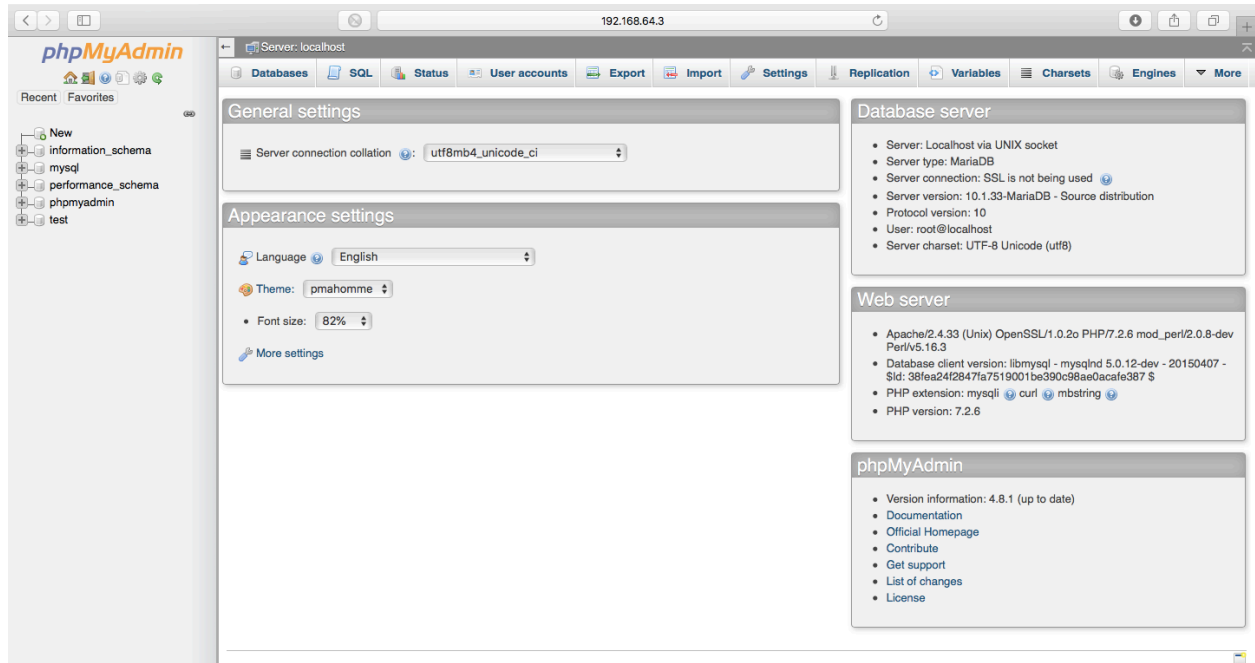 192.168.64.3
phpMyAdmin
Recent Favorites
New
information_schema
mysql
performance_schema
phpmyadmin
test
Server: localhost
Databases SQL Status User accounts Export Import Settings Replication Variables Charsets Engines More
General settings
Server connection collation : utf8mb4_unicode_ci
Appearance settings
Language English
Theme: pmahomme
• Font size: 82%
More settings
Database server
• Server: Localhost via UNIX socket
• Server type: MariaDB
• Server connection: SSL is not being used
• Server version: 10.1.33-MariaDB - Source distribution
• Protocol version: 10
• User: root@localhost
• Server charset: UTF-8 Unicode (utf8)
Web server
• Apache/2.4.33 (Unix) OpenSSL/1.0.2o PHP/7.2.6 mod_perl/2.0.8-dev
Perl/v5.16.3
• Database client version: libmysql - mysqlnd 5.0.12-dev - 20150407 -
$Id: 38fea24f2847fa7519001be390c98ae0acafe387 $
• PHP extension: mysqli curl mbstring
• PHP version: 7.2.6
phpMyAdmin
• Version information: 4.8.1 (up to date)
• Documentation
• Official Homepage
• Contribute
• Get support
• List of changes
• License